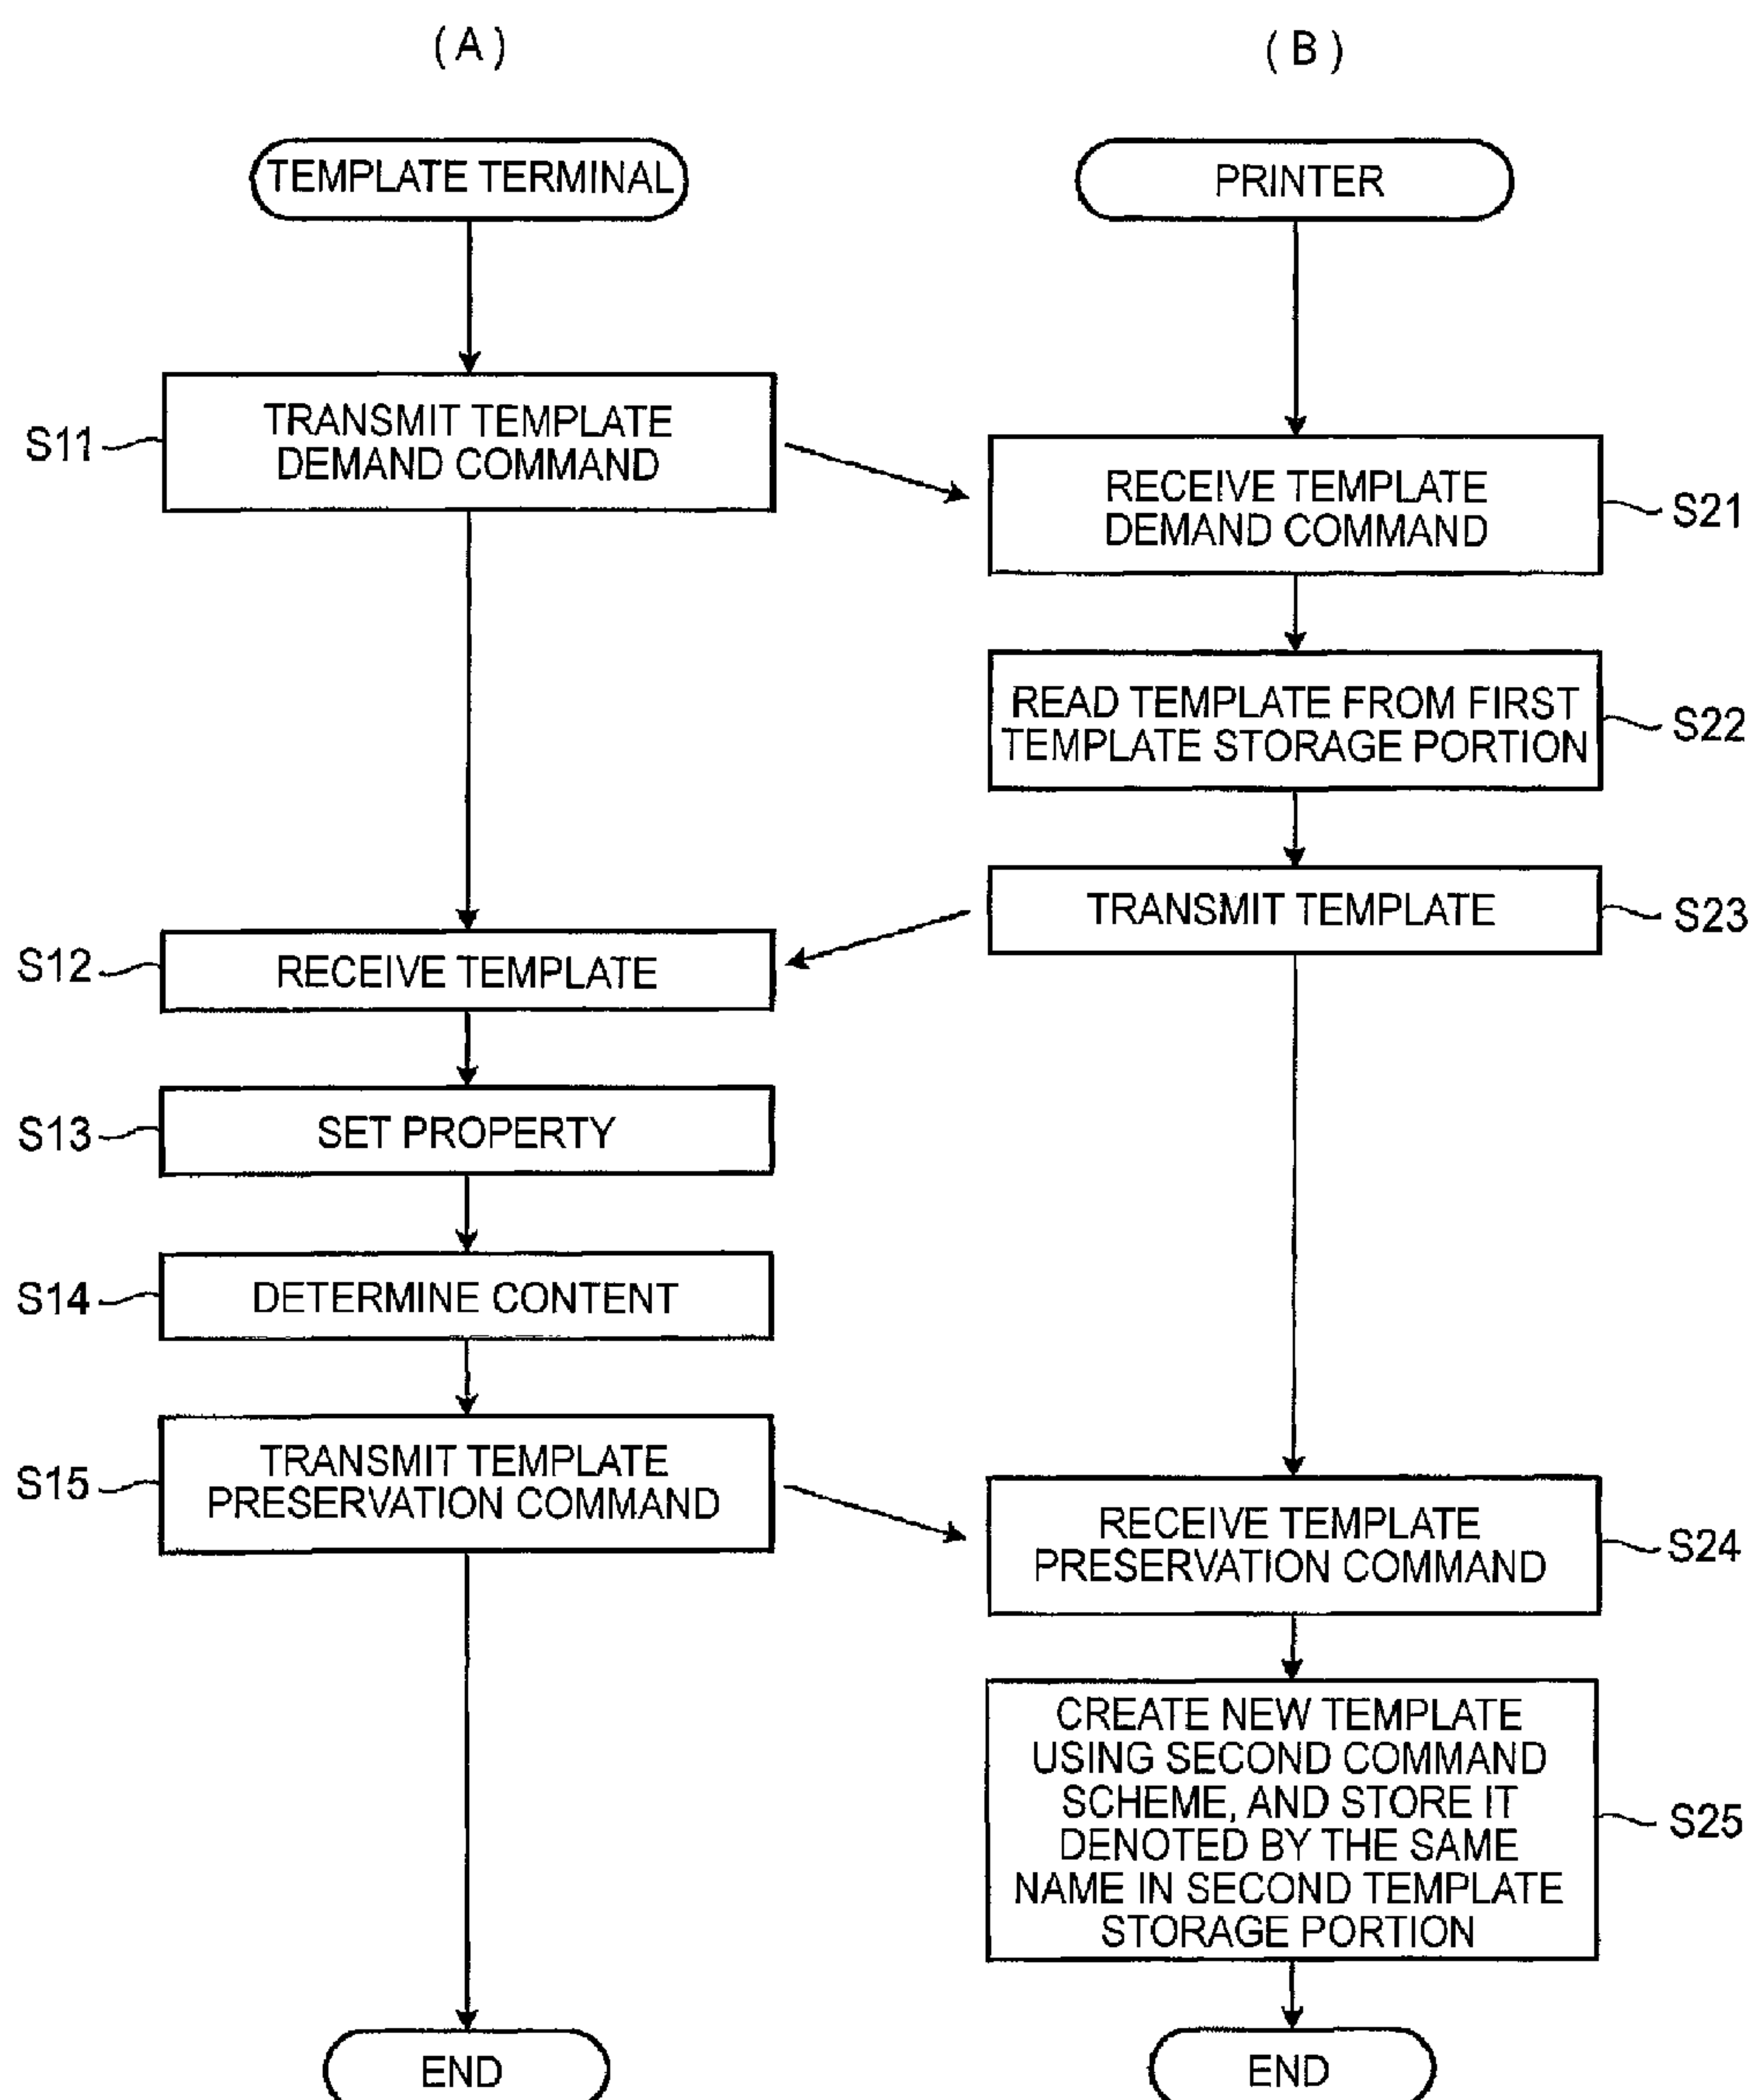 (A)
TEMPLATE TERMINAL
S11
TRANSMIT TEMPLATE
DEMAND COMMAND
S12
RECEIVE TEMPLATE
S13
SET PROPERTY
S14
DETERMINE CONTENT
S15
TRANSMIT TEMPLATE
PRESERVATION COMMAND
END
(B)
PRINTER
RECEIVE TEMPLATE
DEMAND COMMAND
S21
READ TEMPLATE FROM FIRST
TEMPLATE STORAGE PORTION
S22
TRANSMIT TEMPLATE
S23
RECEIVE TEMPLATE
PRESERVATION COMMAND
S24
CREATE NEW TEMPLATE
USING SECOND COMMAND
SCHEME, AND STORE IT
DENOTED BY THE SAME
NAME IN SECOND TEMPLATE
STORAGE PORTION
S25
END